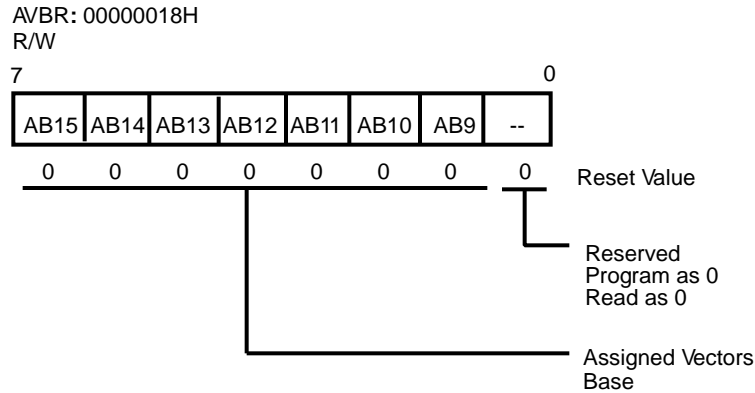 AVBR: 00000018H
R/W
7 0
AB15 AB14 AB13 AB12 AB11 AB10 AB9 --
0 0 0 0 0 0 0 0 Reset Value
Reserved
Program as 0
Read as 0
Assigned Vectors
Base